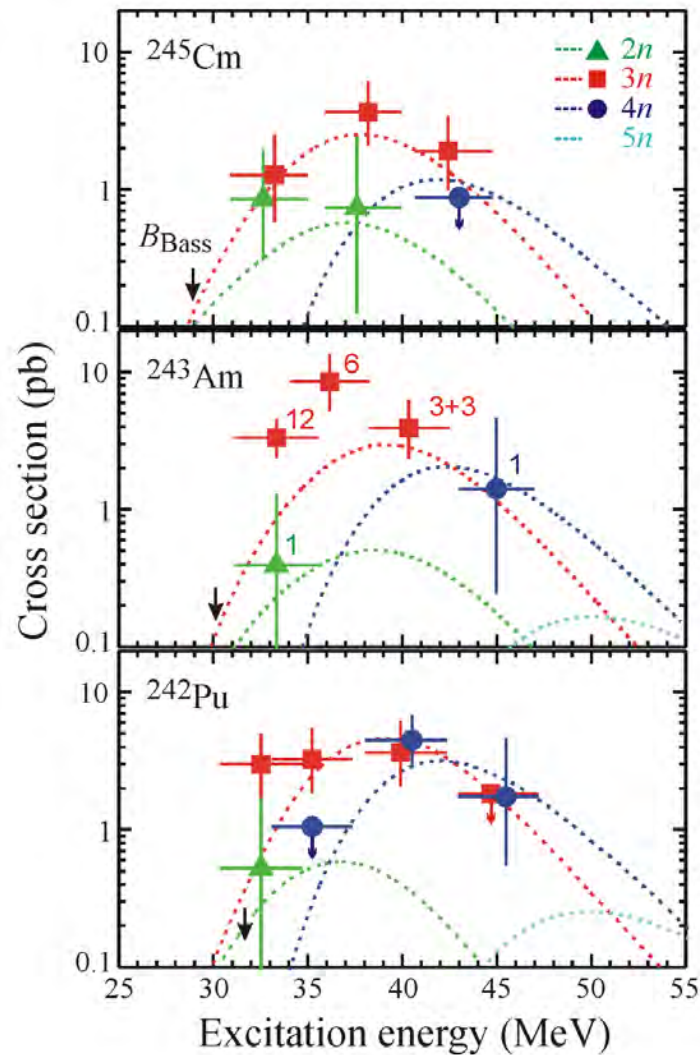 10
1
0.1
²⁴⁵Cm
2n
3n
4n
5n
B_Bass
10
1
0.1
²⁴³Am
6
12
3+3
1
1
10
1
0.1
²⁴²Pu
Cross section (pb)
25 30 35 40 45 50 55
Excitation energy (MeV)